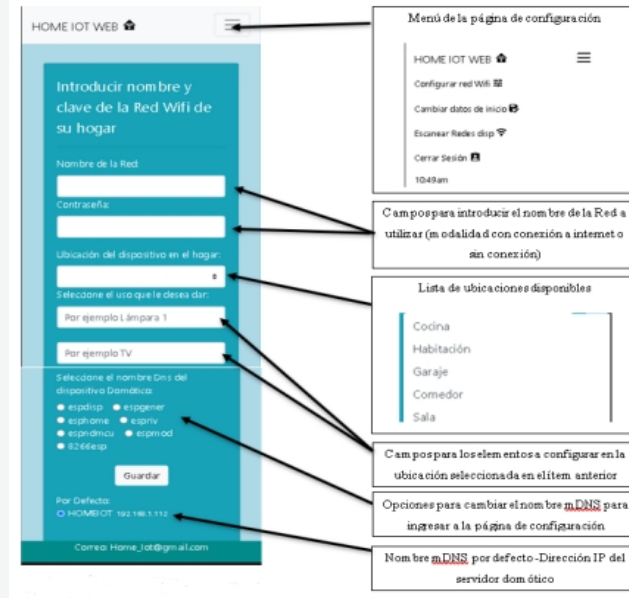 HOME IOT WEB
Introducir nombre y
clave de la Red Wifi de
su hogar
Nombre de la Red:
Contraseña:
Ubicación del dispositivo en el hogar:
Seleccione el uso que le desea dar:
Por ejemplo Lámpara 1
Por ejemplo TV
Seleccione el nombre Dns del
dispositivo Domótico:
espdisp espgener
esphome espriv
espndmcu espmod
8266esp
Guardar
Por Defecto:
HOMEIOT 192.168.1.112
Correo: Home_Iot@gmail.com
Menú de la página de configuración
HOME IOT WEB
Configurar red Wifi
Cambiar datos de inicio
Escanear Redes disp
Cerrar Sesión
10:49am
Campos para introducir el nombre de la Red a
utilizar (modalidad con conexión a internet o
sin conexión)
Lista de ubicaciones disponibles
Cocina
Habitación
Garaje
Comedor
Sala
Campos para los elementos a configurar en la
ubicación seleccionada en el ítem anterior
Opciones para cambiar el nombre mDNS para
ingresar a la página de configuración
Nombre mDNS por defecto -Dirección IP del
servidor domótico